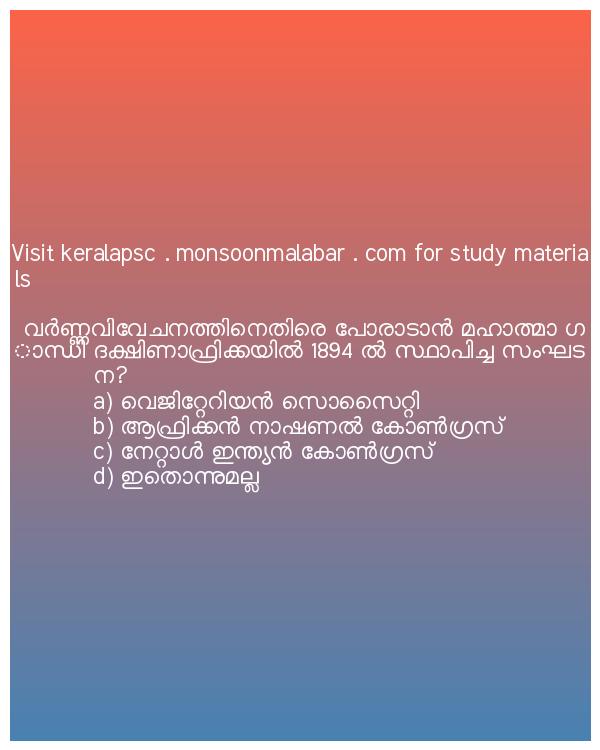 Visit keralapsc . monsoonmalabar . com for study materia
ls
വർണ്ണവിവേചനത്തിനെതിരെ പോരാടാൻ മഹാത്മാ ഗ
ാന്ധി ദക്ഷിണാഫ്രിക്കയിൽ 1894 ൽ സ്ഥാപിച്ച സംഘട
ന?
a) വെജിറ്റേറിയൻ സൊസൈറ്റി
b) ആഫ്രിക്കൻ നാഷണൽ കോൺഗ്രസ്
c) നേറ്റാൾ ഇന്ത്യൻ കോൺഗ്രസ്
d) ഇതൊന്നുമല്ല